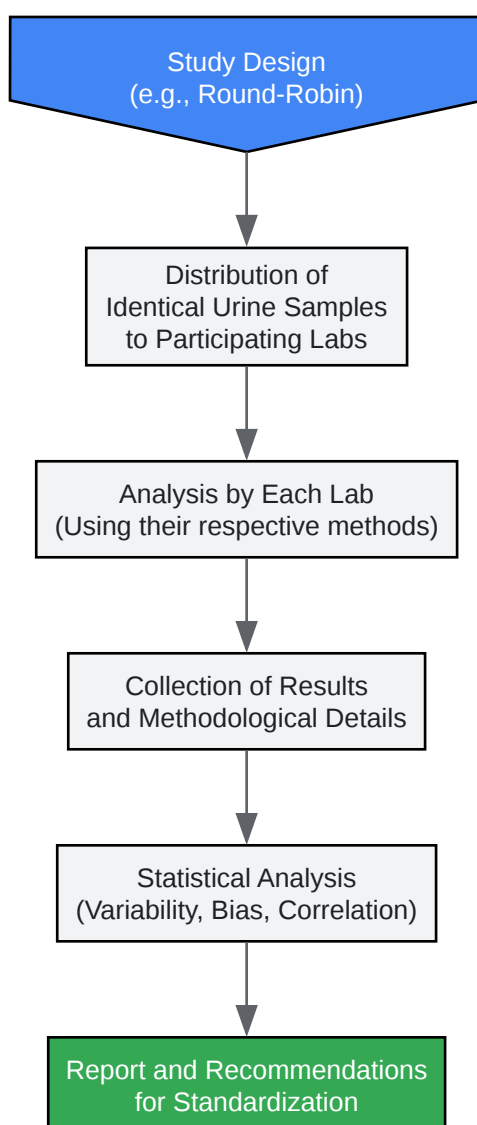 Study Design
(e.g., Round-Robin)
Distribution of
Identical Urine Samples
to Participating Labs
Analysis by Each Lab
(Using their respective methods)
Collection of Results
and Methodological Details
Statistical Analysis
(Variability, Bias, Correlation)
Report and Recommendations
for Standardization